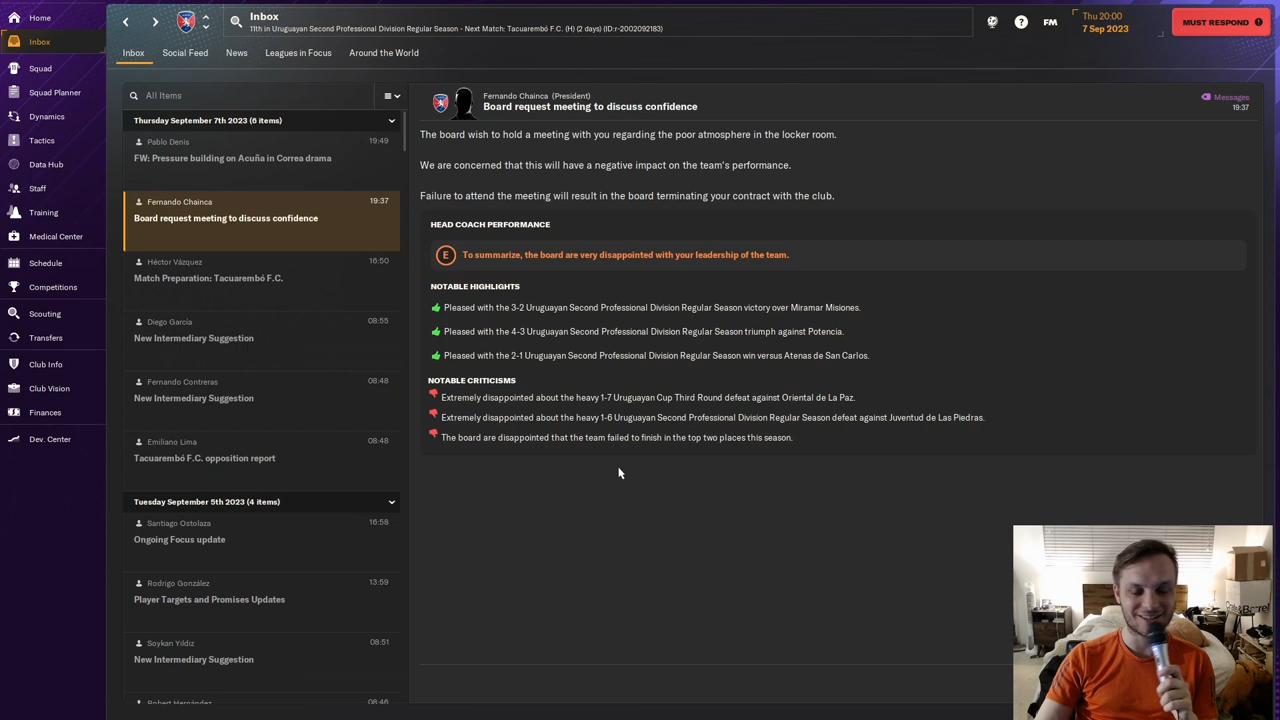 Home
Inbox
Squad
Squad Planner
Dynamics
Tactics
Data Hub
Staff
Training
Medical Center
Schedule
Competitions
Scouting
Transfers
Club Info
Club Vision
Finances
Dev. Center
Inbox
11th in Uruguayan Second Professional Division Regular Season - Next Match: Tacuarembó F.C. (H) (2 days) (ID:r-2002092183)
FM
Thu 20:00
7 Sep 2023
MUST RESPOND
Inbox
Social Feed
News
Leagues in Focus
Around the World
All Items
Thursday September 7th 2023 (6 items)
Pablo Denis
19:49
FW: Pressure building on Acuña in Correa drama
Fernando Chainca
19:37
Board request meeting to discuss confidence
Héctor Vázquez
16:50
Match Preparation: Tacuarembó F.C.
Diego García
08:55
New Intermediary Suggestion
Fernando Contreras
08:48
New Intermediary Suggestion
Emiliano Lima
08:48
Tacuarembó F.C. opposition report
Tuesday September 5th 2023 (4 items)
Santiago Ostolaza
16:58
Ongoing Focus update
Rodrigo González
13:59
Player Targets and Promises Updates
Soykan Yıldız
08:51
New Intermediary Suggestion
Robert Hernández
08:46
Fernando Chainca (President)
Board request meeting to discuss confidence
Messages
19:37
The board wish to hold a meeting with you regarding the poor atmosphere in the locker room.
We are concerned that this will have a negative impact on the team's performance.
Failure to attend the meeting will result in the board terminating your contract with the club.
HEAD COACH PERFORMANCE
E
To summarize, the board are very disappointed with your leadership of the team.
NOTABLE HIGHLIGHTS
Pleased with the 3-2 Uruguayan Second Professional Division Regular Season victory over Miramar Misiones.
Pleased with the 4-3 Uruguayan Second Professional Division Regular Season triumph against Potencia.
Pleased with the 2-1 Uruguayan Second Professional Division Regular Season win versus Atenas de San Carlos.
NOTABLE CRITICISMS
Extremely disappointed about the heavy 1-7 Uruguayan Cup Third Round defeat against Oriental de La Paz.
Extremely disappointed about the heavy 1-6 Uruguayan Second Professional Division Regular Season defeat against Juventud de Las Piedras.
The board are disappointed that the team failed to finish in the top two places this season.
Crate&Barrel